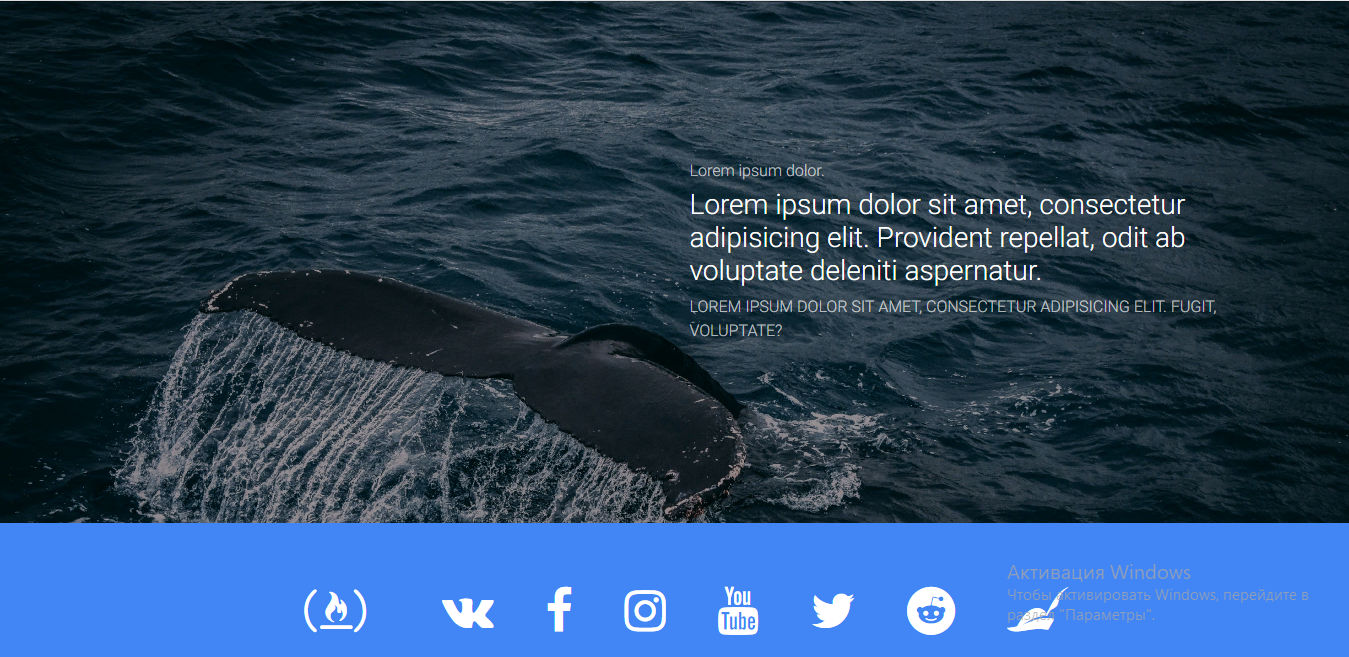 Lorem ipsum dolor.
Lorem ipsum dolor sit amet, consectetur
adipisicing elit. Provident repellat, odit ab
voluptate deleniti aspernatur.
LOREM IPSUM DOLOR SIT AMET, CONSECTETUR ADIPISICING ELIT. FUGIT,
VOLUPTATE?
You
Tube
Активация Windows
Чтобы активировать Windows, перейдите в
раздел "Параметры".